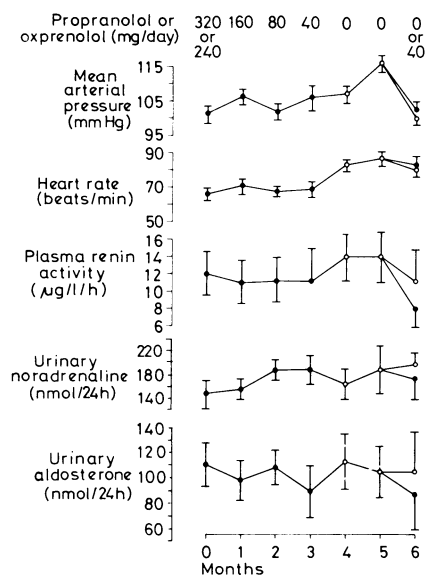 Propranolol or 320 160 80 40 0 0 0
oxprenolol (mg/day) or or
240 40
Mean
arterial
pressure
(mmHg)
115
105
95
Heart rate
(beats/min)
90
70
50
Plasma renin
activity
(µg/l/h)
16
14
12
10
8
6
Urinary
noradrenaline
(nmol/24h)
220
180
140
Urinary
aldosterone
(nmol/24h)
140
120
100
80
60
0 1 2 3 4 5 6
Months